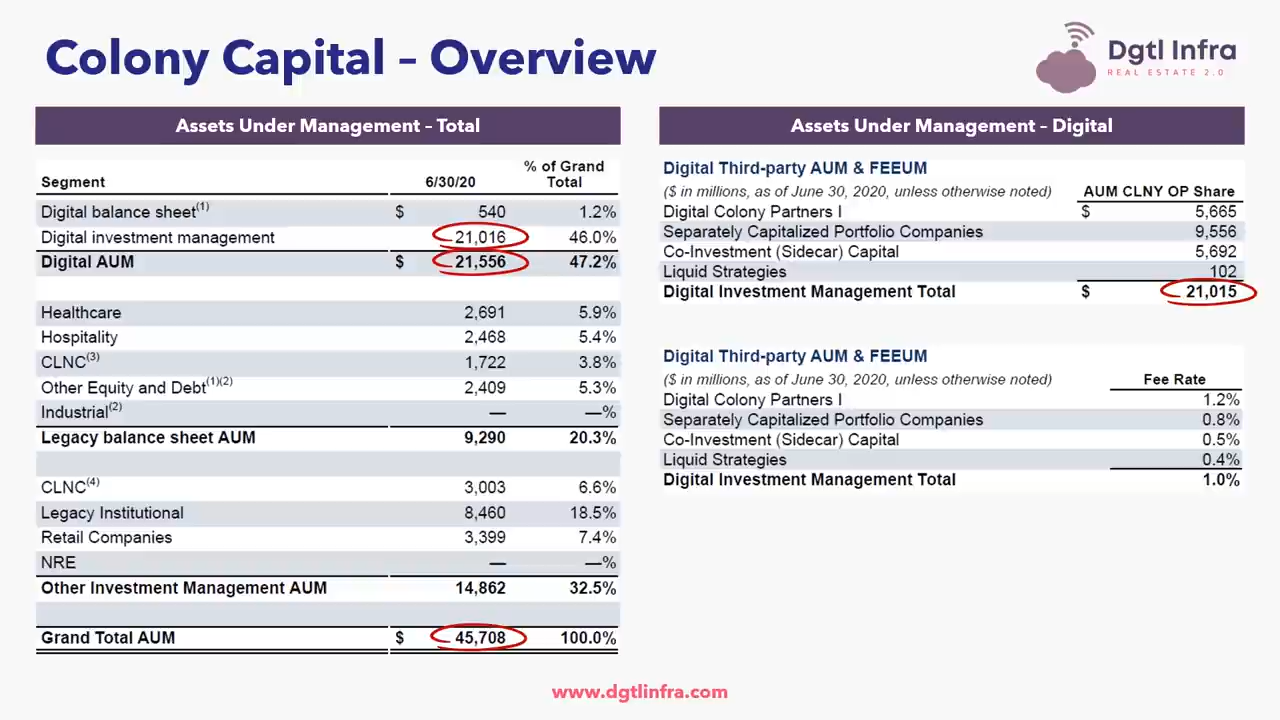 Colony Capital – Overview
Dgtl Infra
REAL ESTATE 2.0
Assets Under Management – Total
% of Grand
Segment 6/30/20 Total
Digital balance sheet(1) $ 540 1.2%
Digital investment management 21,016 46.0%
Digital AUM $ 21,556 47.2%
Healthcare 2,691 5.9%
Hospitality 2,468 5.4%
CLNC(3) 1,722 3.8%
Other Equity and Debt(1)(2) 2,409 5.3%
Industrial(2) — —%
Legacy balance sheet AUM 9,290 20.3%
CLNC(4) 3,003 6.6%
Legacy Institutional 8,460 18.5%
Retail Companies 3,399 7.4%
NRE — —%
Other Investment Management AUM 14,862 32.5%
Grand Total AUM $ 45,708 100.0%
Assets Under Management – Digital
Digital Third-party AUM & FEEUM
($ in millions, as of June 30, 2020, unless otherwise noted) AUM CLNY OP Share
Digital Colony Partners I $ 5,665
Separately Capitalized Portfolio Companies 9,556
Co-Investment (Sidecar) Capital 5,692
Liquid Strategies 102
Digital Investment Management Total $ 21,015
Digital Third-party AUM & FEEUM
($ in millions, as of June 30, 2020, unless otherwise noted) Fee Rate
Digital Colony Partners I 1.2%
Separately Capitalized Portfolio Companies 0.8%
Co-Investment (Sidecar) Capital 0.5%
Liquid Strategies 0.4%
Digital Investment Management Total 1.0%
www.dgtlinfra.com